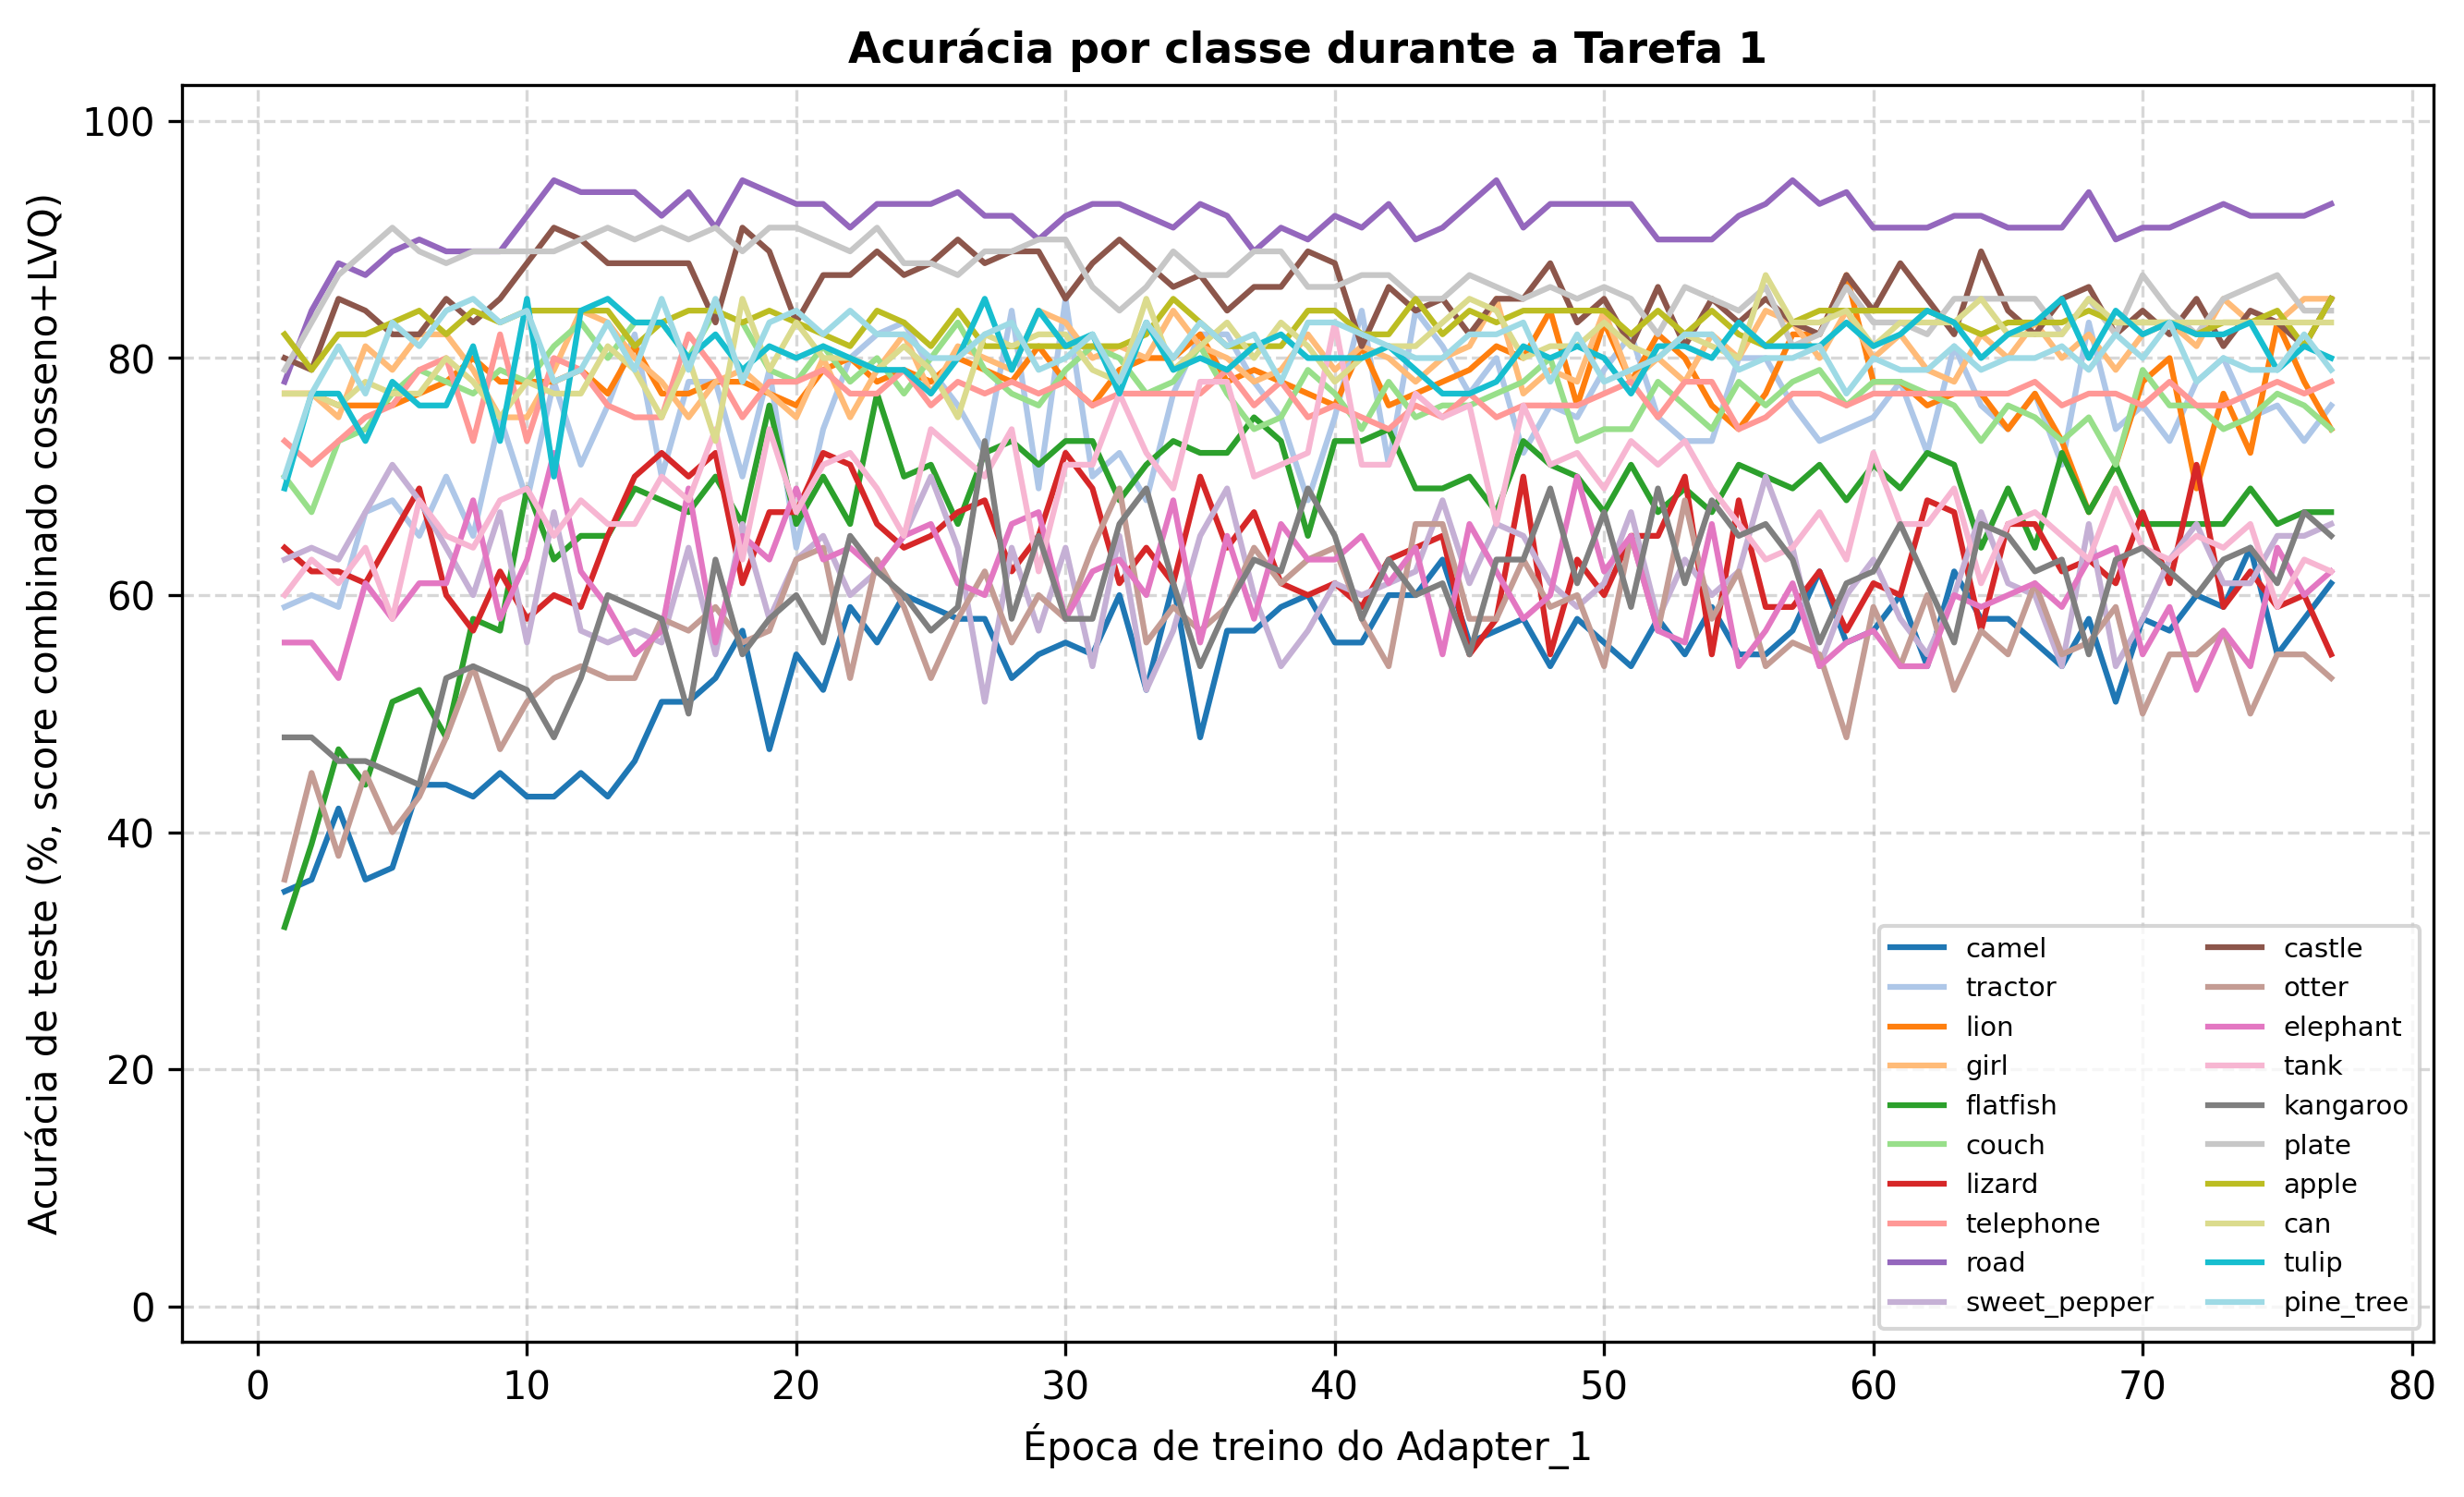 Acurácia por classe durante a Tarefa 1
Acurácia de teste (%, score combinado cosseno+LVQ)
100
80
60
40
20
0
0 10 20 30 40 50 60 70 80
Época de treino do Adapter_1
camel
tractor
lion
girl
flatfish
couch
lizard
telephone
road
sweet_pepper
castle
otter
elephant
tank
kangaroo
plate
apple
can
tulip
pine_tree